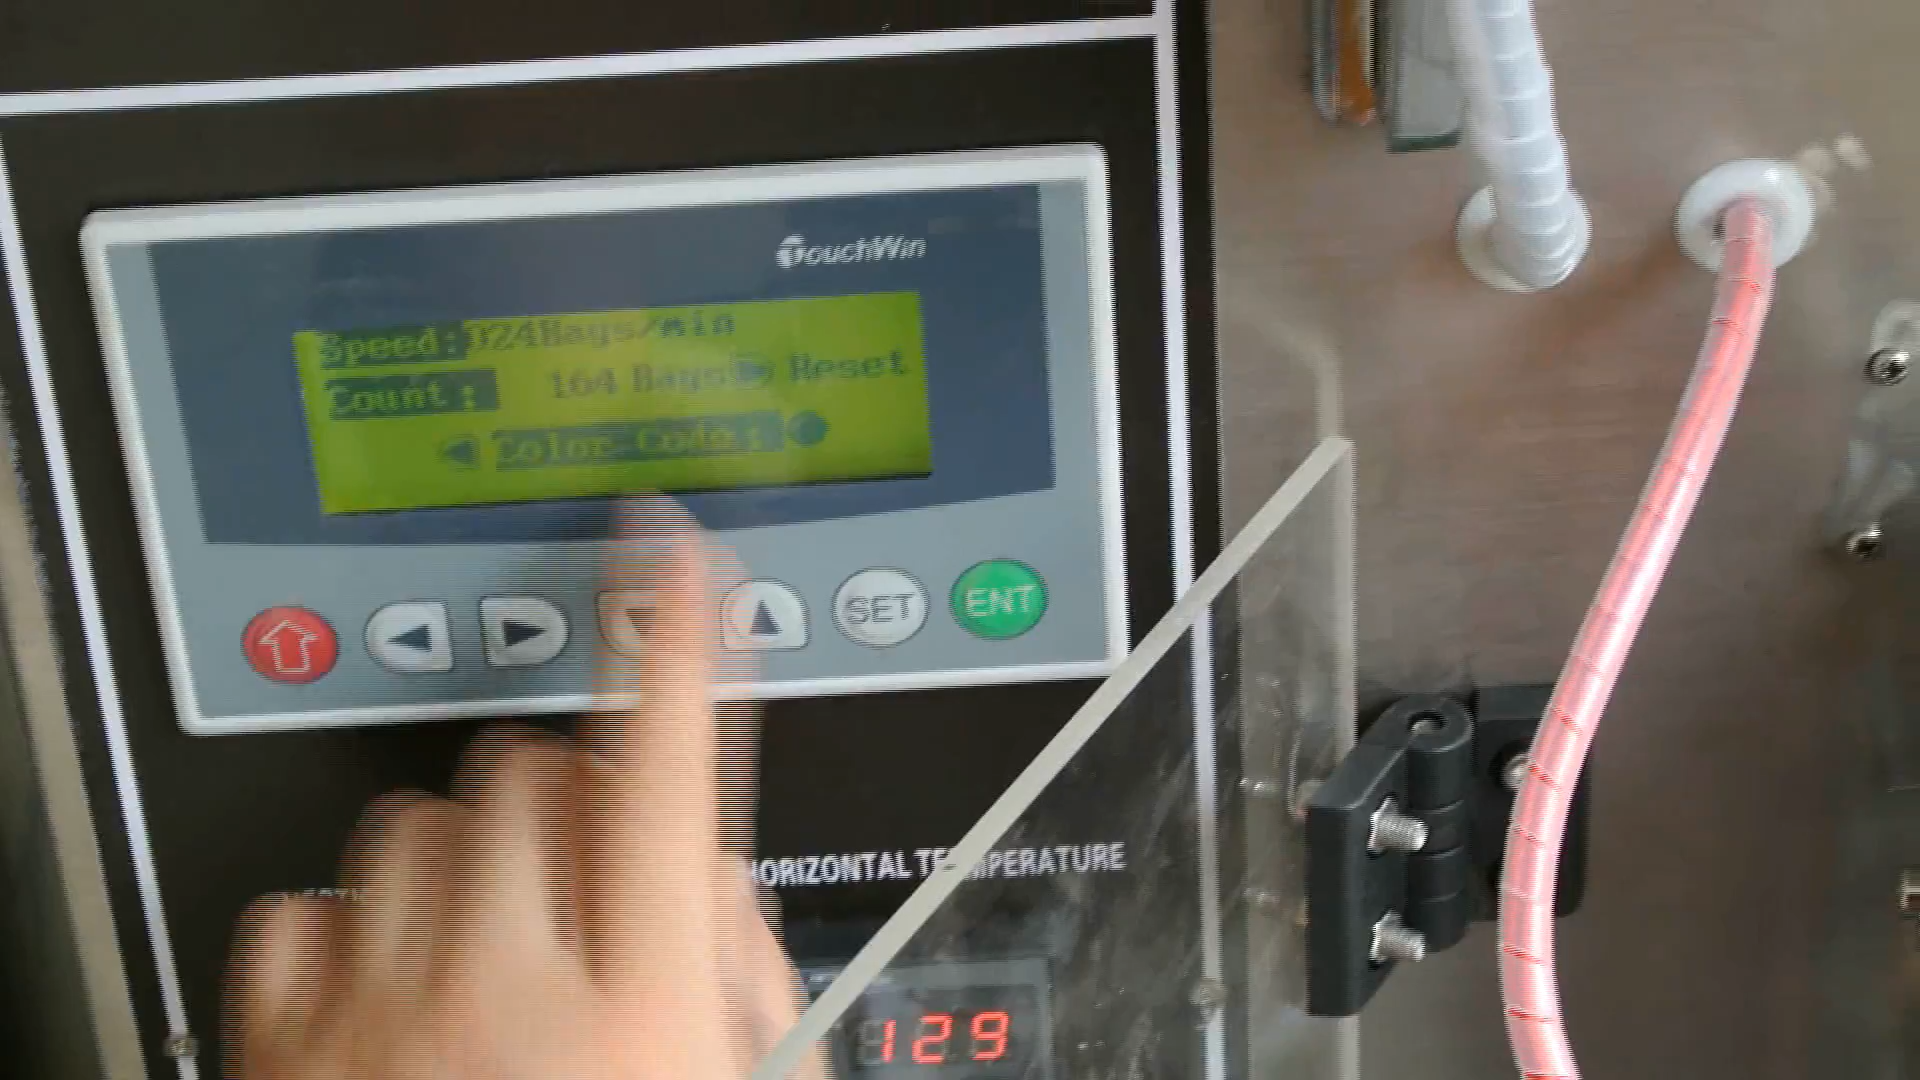 TouchWin
Speed:024Bags/min
Count: 164 Bags Reset
Color-Code:
SET
ENT
HORIZONTAL TEMPERATURE
129